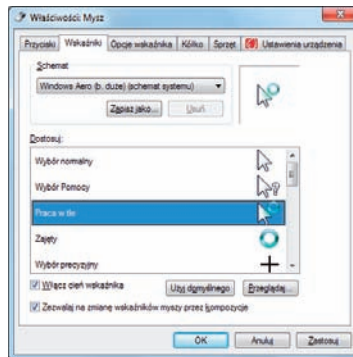 Właściwości: Mysz
Przyciski Wskaźniki Opcje wskaźnika Kółko Sprzęt Ustawienia urządzenia
Schemat
Windows Aero (b. duże) (schemat systemu)
Zapisz jako... Usuń
Dostosuj:
Wybór normalny
Wybór Pomocy
Praca w tle
Zajęty
Wybór precyzyjny
Włącz cień wskaźnika Użyj domyślnego Przeglądaj...
Zezwalaj na zmianę wskaźników myszy przez kompozycje
OK Anuluj Zastosuj